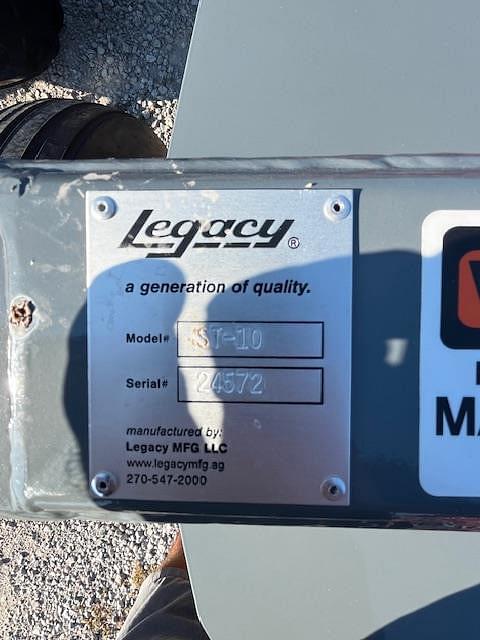 Legacy®
a generation of quality.
Model# ST-10
Serial# 24572
manufactured by:
Legacy MFG LLC
www.legacymfg.ag
270-547-2000
MA